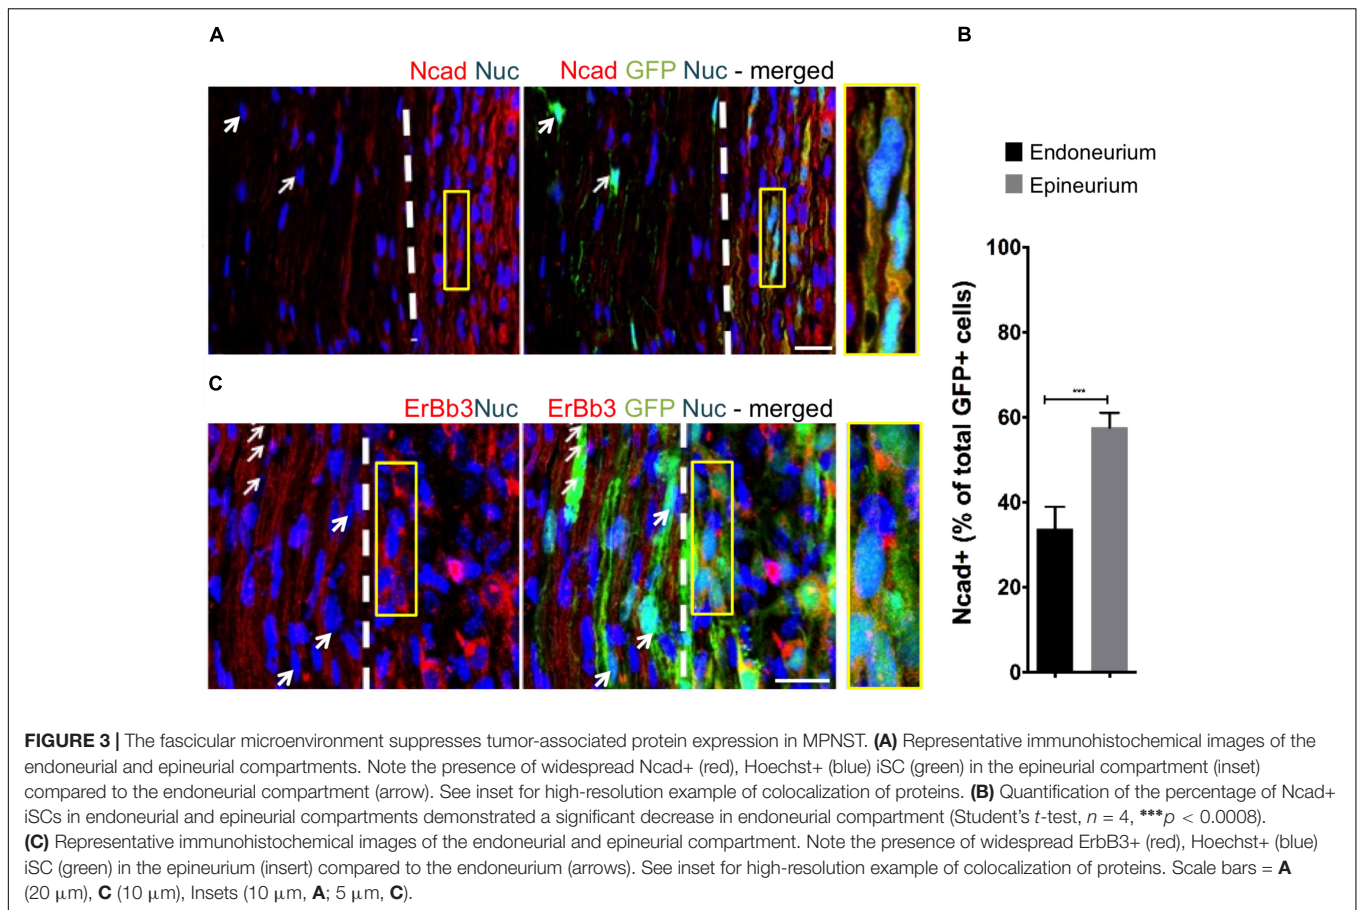 A
B
Ncad Nuc
Ncad GFP Nuc - merged
Endoneurium
Epineurium
100
80
60
40
20
0
Ncad+ (% of total GFP+ cells)
***
C
ErBb3Nuc
ErBb3 GFP Nuc - merged
FIGURE 3 | The fascicular microenvironment suppresses tumor-associated protein expression in MPNST. (A) Representative immunohistochemical images of the
endoneurial and epineurial compartments. Note the presence of widespread Ncad+ (red), Hoechst+ (blue) iSC (green) in the epineurial compartment (inset)
compared to the endoneurial compartment (arrow). See inset for high-resolution example of colocalization of proteins. (B) Quantification of the percentage of Ncad+
iSCs in endoneurial and epineurial compartments demonstrated a significant decrease in endoneurial compartment (Student's t-test, n = 4, ***p < 0.0008).
(C) Representative immunohistochemical images of the endoneurial and epineurial compartment. Note the presence of widespread ErbB3+ (red), Hoechst+ (blue)
iSC (green) in the epineurium (insert) compared to the endoneurium (arrows). See inset for high-resolution example of colocalization of proteins. Scale bars = A
(20 μm), C (10 μm), Insets (10 μm, A; 5 μm, C).